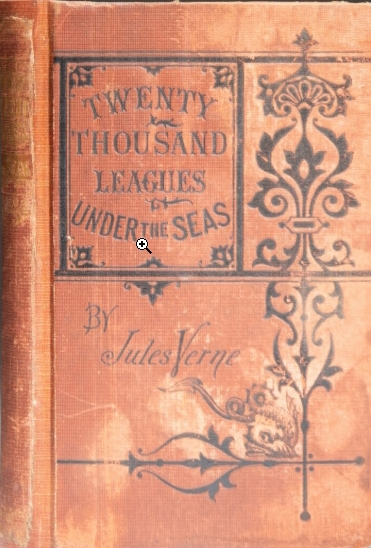 TWENTY
THOUSAND
LEAGUES
UNDER THE SEAS
BY
Jules Verne